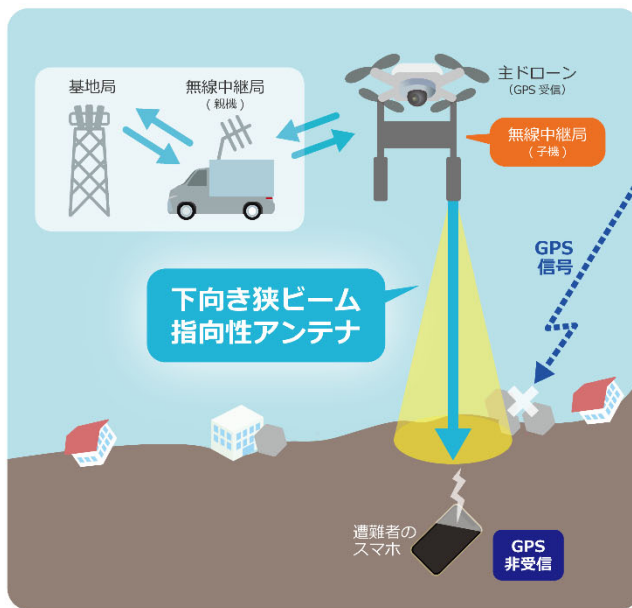 基地局
無線中継局
(親機)
主ドローン
(GPS 受信)
無線中継局
(子機)
GPS
信号
下向き狭ビーム
指向性アンテナ
遭難者の
スマホ
GPS
非受信